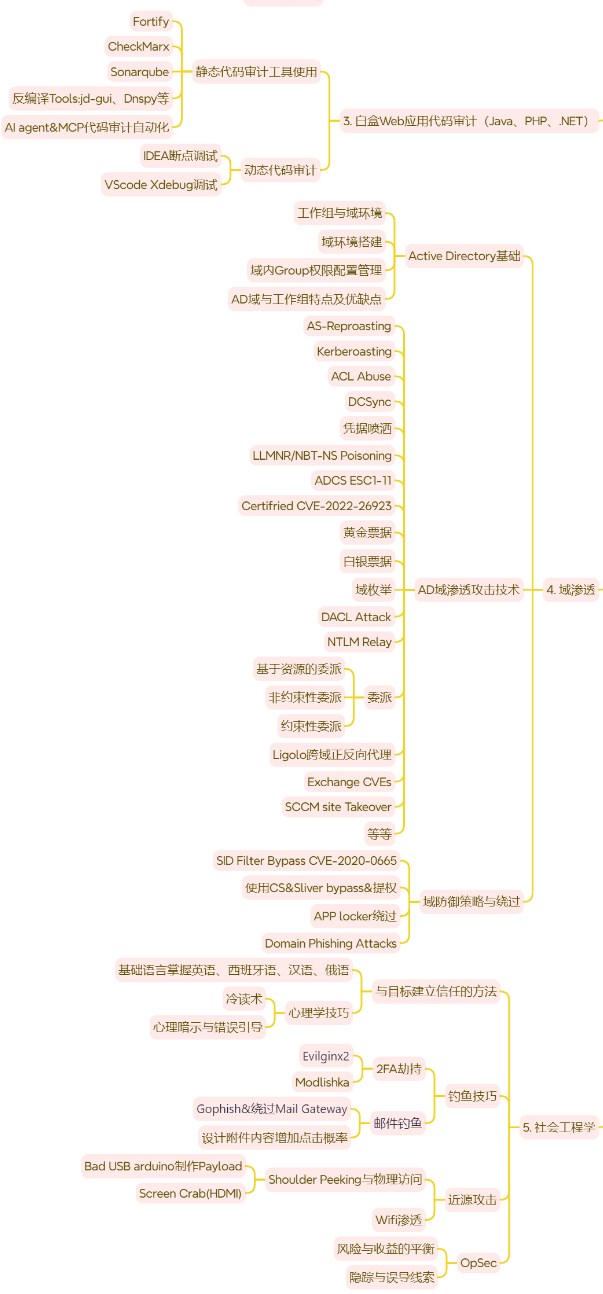 Fortify
CheckMarx
Sonarqube
反编译Tools:jd-gui、Dnspy等
AI agent&MCP代码审计自动化
静态代码审计工具使用
IDEA断点调试
VScode Xdebug调试
动态代码审计
3. 白盒Web应用代码审计（Java、PHP、.NET）
工作组与域环境
域环境搭建
域内Group权限配置管理
AD域与工作组特点及优缺点
Active Directory基础
AS-Reproasting
Kerberoasting
ACL Abuse
DCSync
凭据喷洒
LLMNR/NBT-NS Poisoning
ADCS ESC1-11
Certifried CVE-2022-26923
黄金票据
白银票据
域枚举
DACL Attack
NTLM Relay
基于资源的委派
非约束性委派
约束性委派
委派
Ligolo跨域正反向代理
Exchange CVEs
SCCM site Takeover
等等
AD域渗透攻击技术
SID Filter Bypass CVE-2020-0665
使用CS&Sliver bypass&提权
APP locker绕过
Domain Phishing Attacks
域防御策略与绕过
4. 域渗透
基础语言掌握英语、西班牙语、汉语、俄语
冷读术
心理暗示与错误引导
心理学技巧
与目标建立信任的方法
Evilginx2
Modlishka
2FA劫持
Gophish&绕过Mail Gateway
设计附件内容增加点击概率
邮件钓鱼
钓鱼技巧
Bad USB arduino制作Payload
Screen Crab(HDMI)
Shoulder Peeking与物理访问
Wifi渗透
近源攻击
风险与收益的平衡
隐踪与误导线索
OpSec
5. 社会工程学